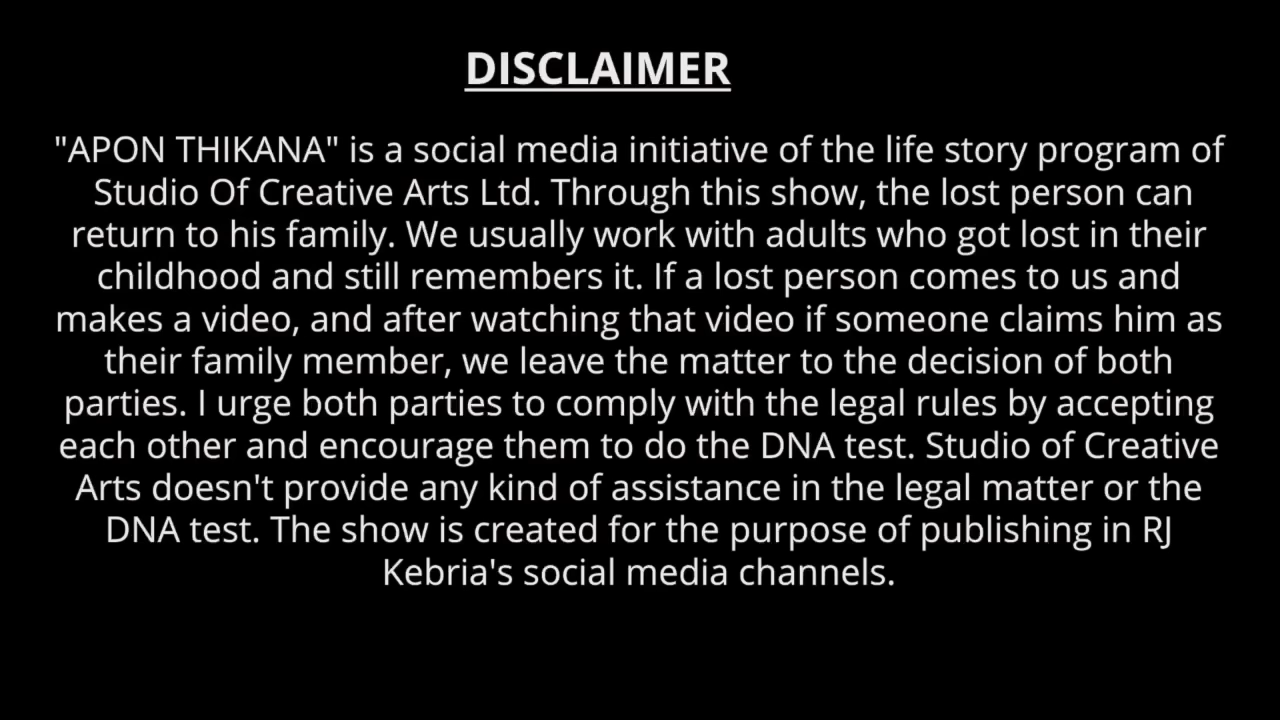 DISCLAIMER
"APON THIKANA" is a social media initiative of the life story program of
Studio Of Creative Arts Ltd. Through this show, the lost person can
return to his family. We usually work with adults who got lost in their
childhood and still remembers it. If a lost person comes to us and
makes a video, and after watching that video if someone claims him as
their family member, we leave the matter to the decision of both
parties. I urge both parties to comply with the legal rules by accepting
each other and encourage them to do the DNA test. Studio of Creative
Arts doesn't provide any kind of assistance in the legal matter or the
DNA test. The show is created for the purpose of publishing in RJ
Kebria's social media channels.